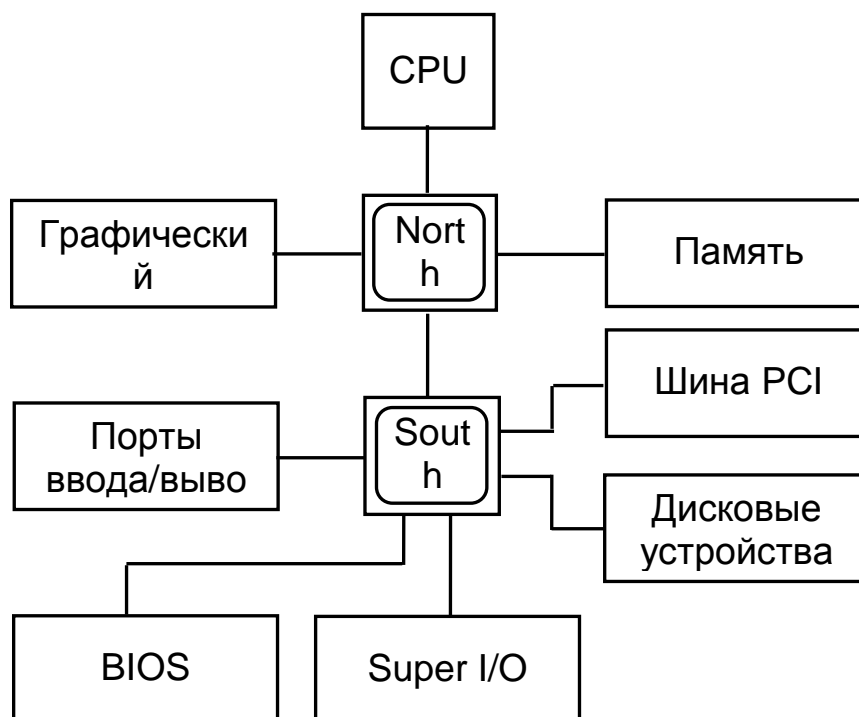 CPU
Графически
й
Nort
h
Память
Шина PCI
Порты
ввода/выво
Sout
h
Дисковые
устройства
BIOS
Super I/O